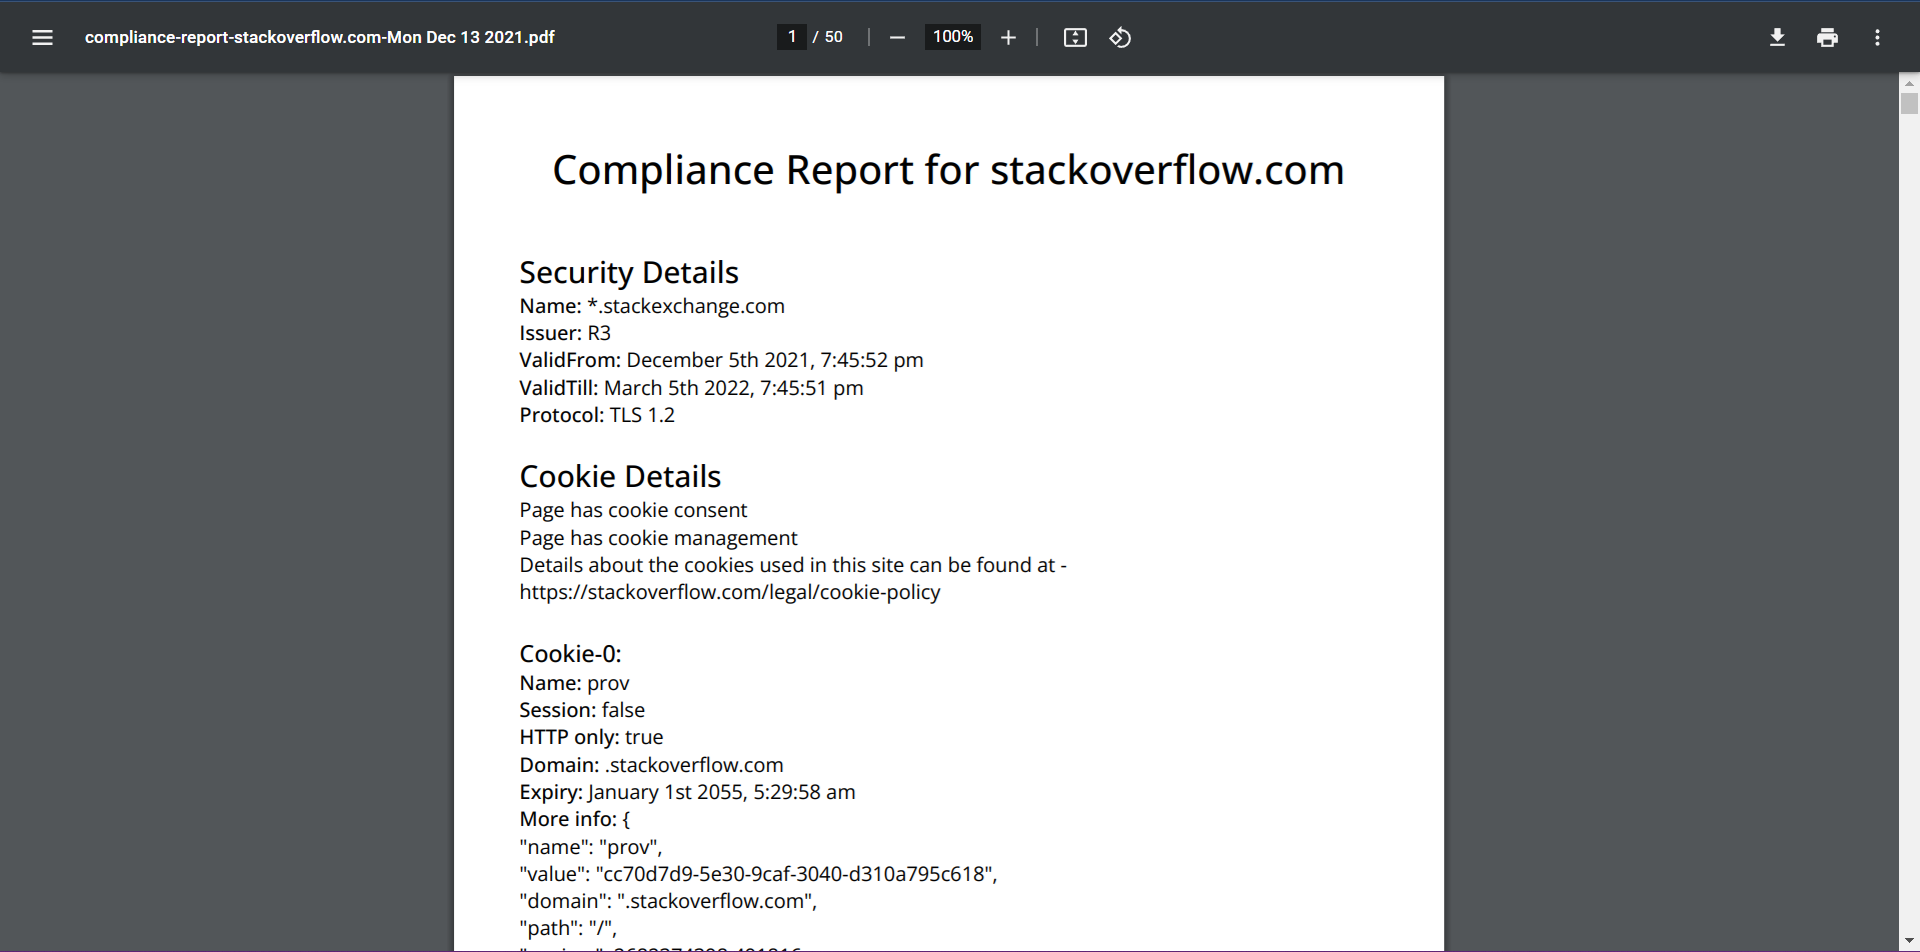 compliance-report-stackoverflow.com-Mon Dec 13 2021.pdf
1 / 50
100%
Compliance Report for stackoverflow.com
Security Details
Name: *.stackexchange.com
Issuer: R3
ValidFrom: December 5th 2021, 7:45:52 pm
ValidTill: March 5th 2022, 7:45:51 pm
Protocol: TLS 1.2
Cookie Details
Page has cookie consent
Page has cookie management
Details about the cookies used in this site can be found at -
https://stackoverflow.com/legal/cookie-policy
Cookie-0:
Name: prov
Session: false
HTTP only: true
Domain: .stackoverflow.com
Expiry: January 1st 2055, 5:29:58 am
More info: {
"name": "prov",
"value": "cc70d7d9-5e30-9caf-3040-d310a795c618",
"domain": ".stackoverflow.com",
"path": "/",